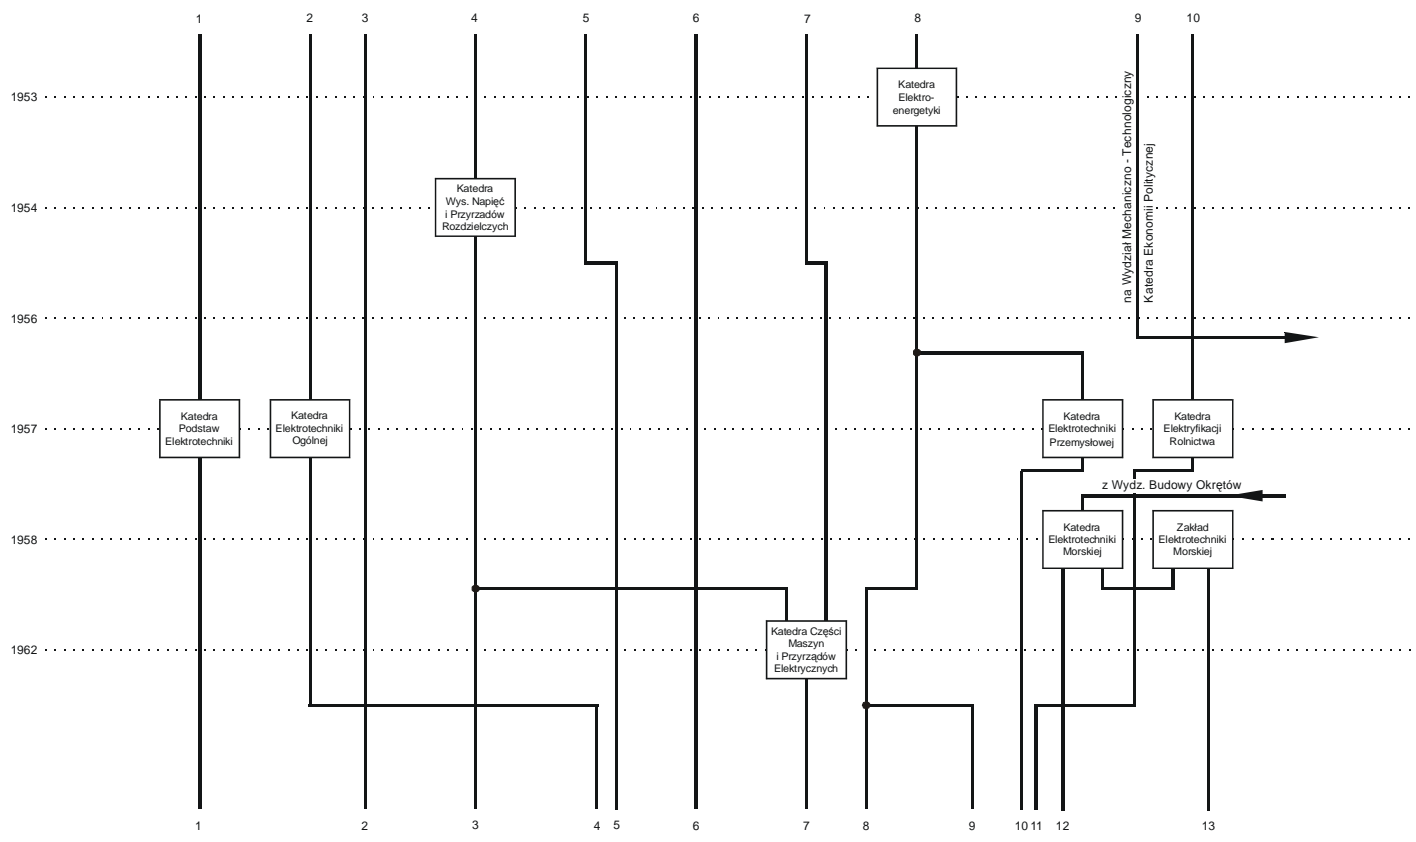 1 2 3 4 5 6 7 8 9 10
1953
Katedra
Elektro-
energetyki
na Wydział Mechaniczno - Technologiczny
Katedra Ekonomii Politycznej
1954
Katedra
Wys. Napięć
i Przyrzadów
Rozdzielczych
1956
1957
Katedra
Podstaw
Elektrotechniki
Katedra
Elektrotechniki
Ogólnej
Katedra
Elektrotechniki
Przemysłowej
Katedra
Elektryfikacji
Rolnictwa
z Wydz. Budowy Okrętów
1958
Katedra
Elektrotechniki
Morskiej
Zakład
Elektrotechniki
Morskiej
1962
Katedra Części
Maszyn
i Przyrządów
Elektrycznych
1 2 3 4 5 6 7 8 9 10 11 12 13